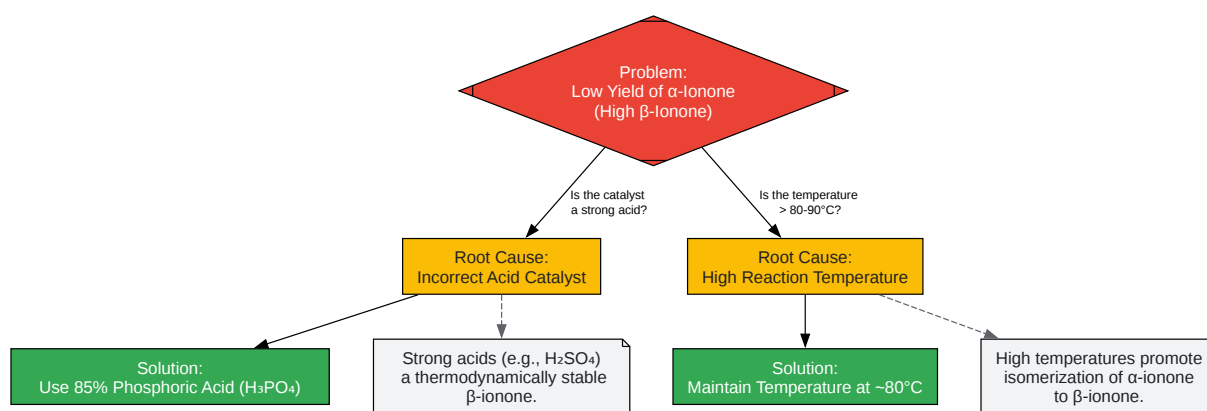 Problem:
Low Yield of α-Ionone
(High β-Ionone)
Is the catalyst
a strong acid?
Is the temperature
> 80-90°C?
Root Cause:
Incorrect Acid Catalyst
Root Cause:
High Reaction Temperature
Solution:
Use 85% Phosphoric Acid (H₃PO₄)
Strong acids (e.g., H₂SO₄)
a thermodynamically stable
β-ionone.
Solution:
Maintain Temperature at ~80°C
High temperatures promote
isomerization of α-ionone
to β-ionone.